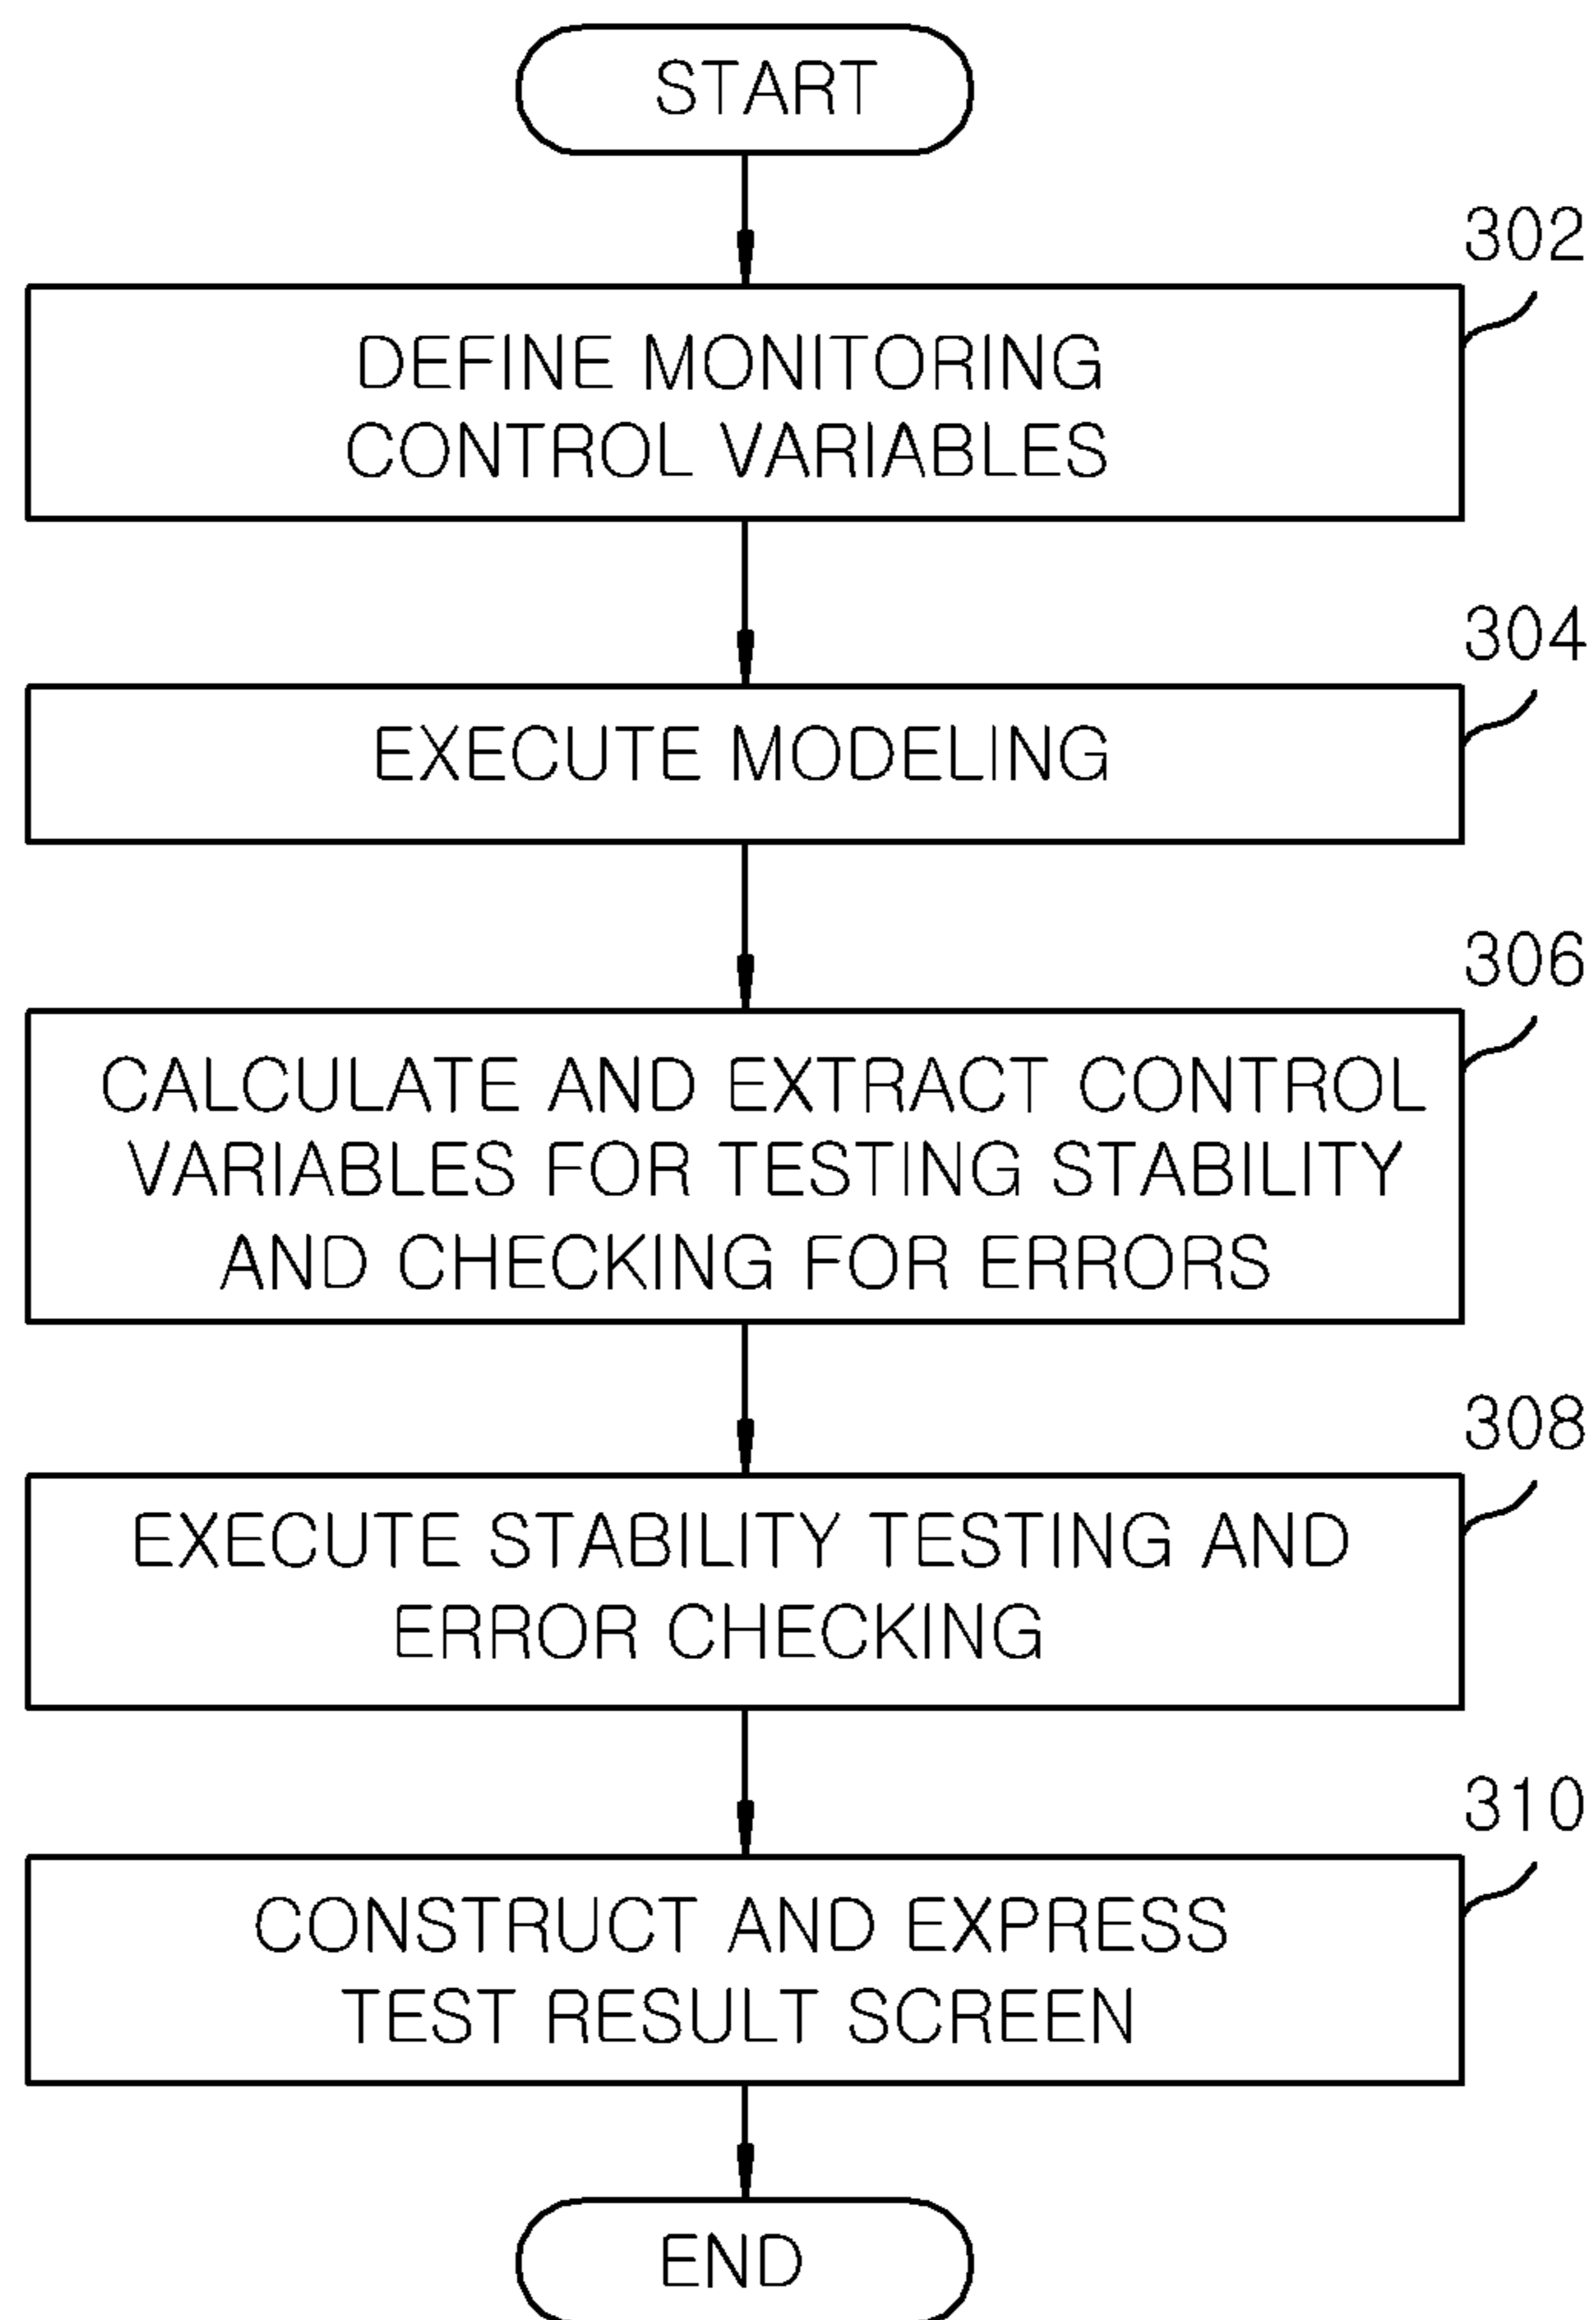 START
302
DEFINE MONITORING
CONTROL VARIABLES
304
EXECUTE MODELING
306
CALCULATE AND EXTRACT CONTROL
VARIABLES FOR TESTING STABILITY
AND CHECKING FOR ERRORS
308
EXECUTE STABILITY TESTING AND
ERROR CHECKING
310
CONSTRUCT AND EXPRESS
TEST RESULT SCREEN
END